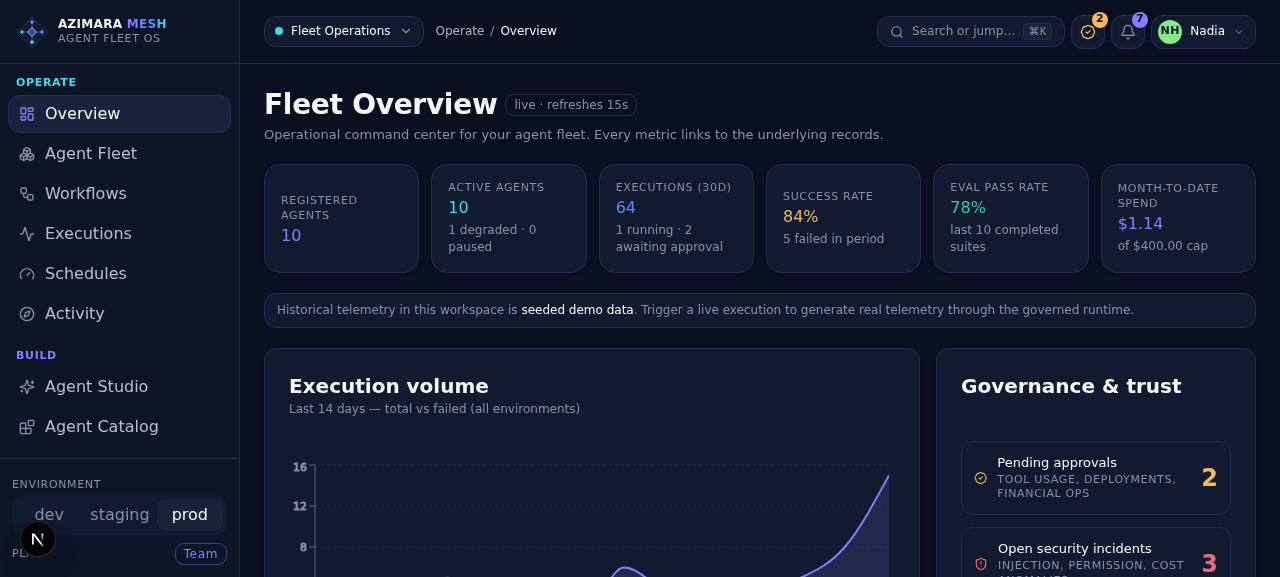 AZIMARA MESH
AGENT FLEET OS
OPERATE
Overview
Agent Fleet
Workflows
Executions
Schedules
Activity
BUILD
Agent Studio
Agent Catalog
ENVIRONMENT
dev staging prod
Team
N
Fleet Operations
Operate / Overview
Search or jump… ⌘K
2
7
NH Nadia
Fleet Overview
live · refreshes 15s
Operational command center for your agent fleet. Every metric links to the underlying records.
REGISTERED
AGENTS
10
ACTIVE AGENTS
10
1 degraded · 0
paused
EXECUTIONS (30D)
64
1 running · 2
awaiting approval
SUCCESS RATE
84%
5 failed in period
EVAL PASS RATE
78%
last 10 completed
suites
MONTH-TO-DATE
SPEND
$1.14
of $400.00 cap
Historical telemetry in this workspace is seeded demo data. Trigger a live execution to generate real telemetry through the governed runtime.
Execution volume
Last 14 days — total vs failed (all environments)
16
12
8
Governance & trust
Pending approvals
TOOL USAGE, DEPLOYMENTS,
FINANCIAL OPS
2
Open security incidents
INJECTION, PERMISSION, COST
3